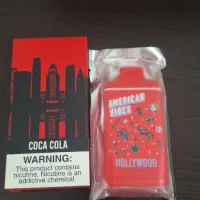 COCA COLA
WARNING:
This product contains
nicotine. Nicotine is an
addictive chemical.
AMERICAN
VIBES
HOLLYWOOD